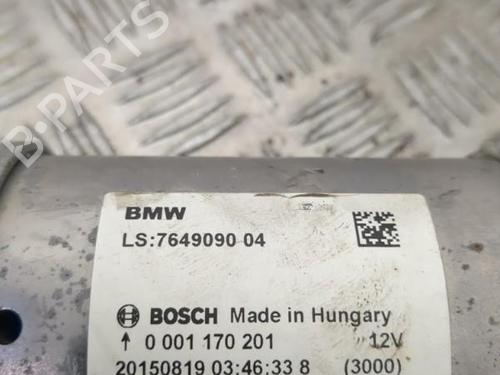 B-PARTS
BMW
LS:7649090 04
BOSCH Made in Hungary
↑ 0 001 170 201 12V
20150819 03:46:33 8 (3000)